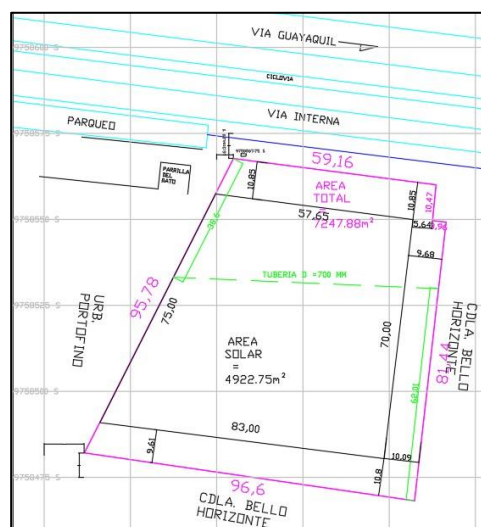 VIA GUAYAQUIL
9758600 S
CICLOVIA
VIA INTERNA
PARQUEO
9758575 S
59,16
PARRILLA
DEL
ÑATO
10,85
AREA
TOTAL
=
7247.88m²
10,85
10,47
57,65
5,64
9758550 S
9,68
TUBERIA D =700 MM
95,78
75,00
9758525 S
URB.
PORTOFINO
70,00
CDLA. BELLO
HORIZONTE
81,44
AREA
SOLAR
=
4922.75m²
9758500 S
83,00
9,61
10,09
10,8
9758475 S
96,6
CDLA. BELLO
HORIZONTE